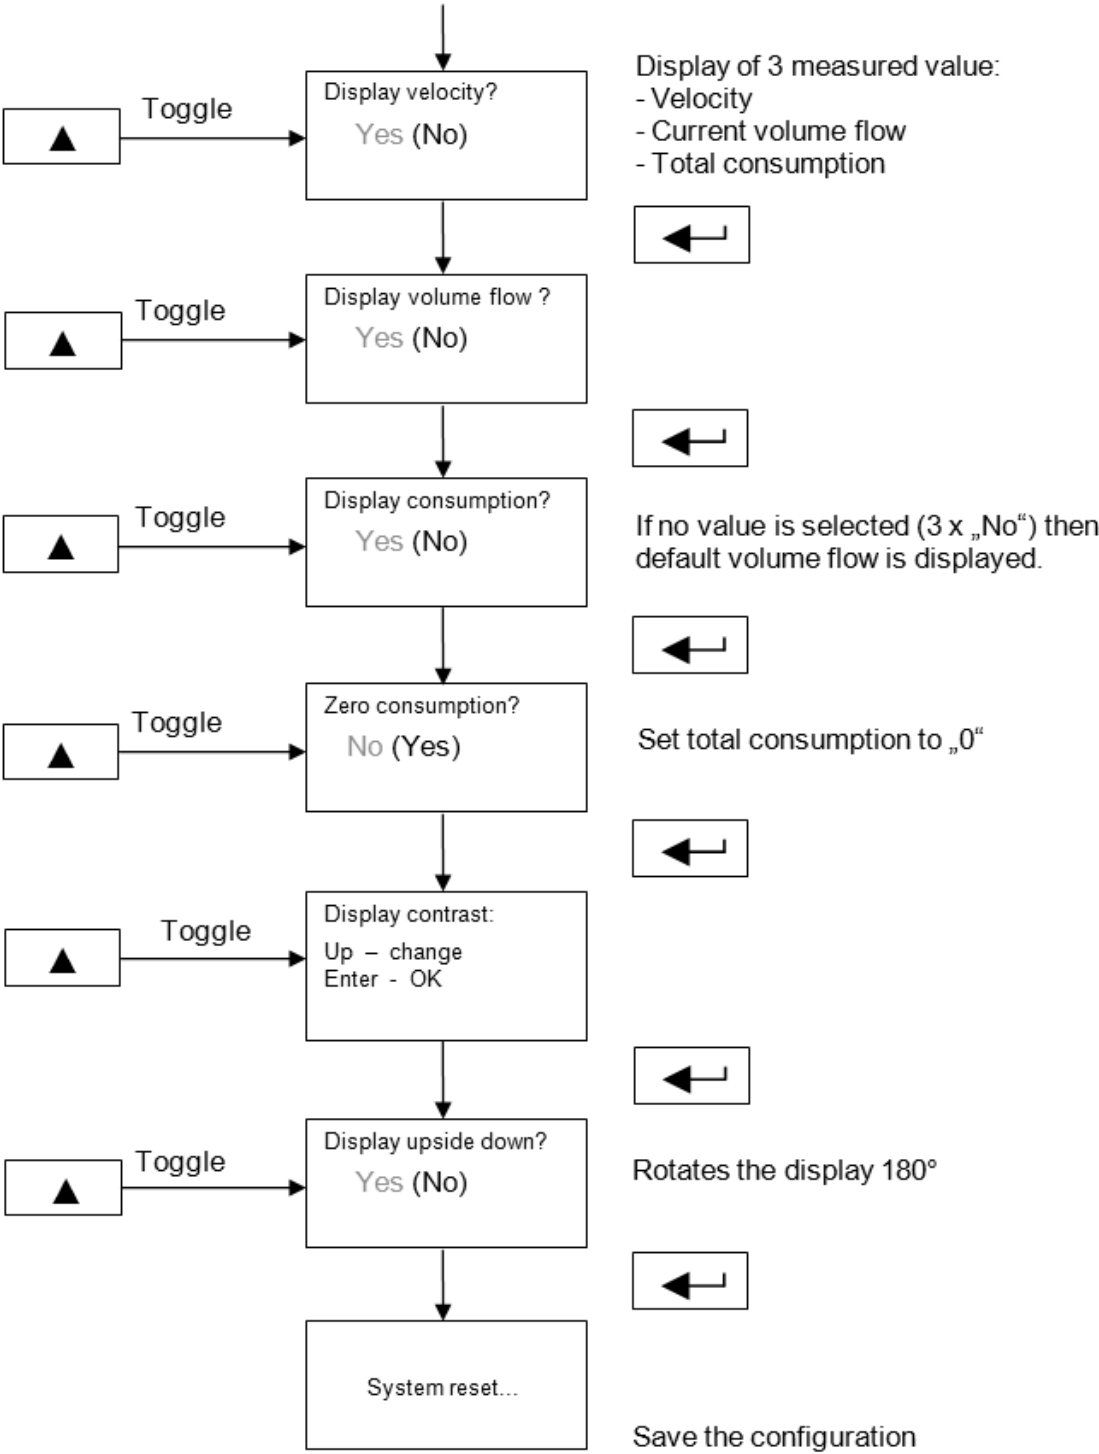 Display velocity?
Yes (No)
Toggle
Display of 3 measured value:
- Velocity
- Current volume flow
- Total consumption
Display volume flow ?
Yes (No)
Toggle
Display consumption?
Yes (No)
Toggle
If no value is selected (3 x „No“) then
default volume flow is displayed.
Zero consumption?
No (Yes)
Toggle
Set total consumption to „0“
Display contrast:
Up – change
Enter - OK
Toggle
Display upside down?
Yes (No)
Toggle
Rotates the display 180°
System reset...
Save the configuration